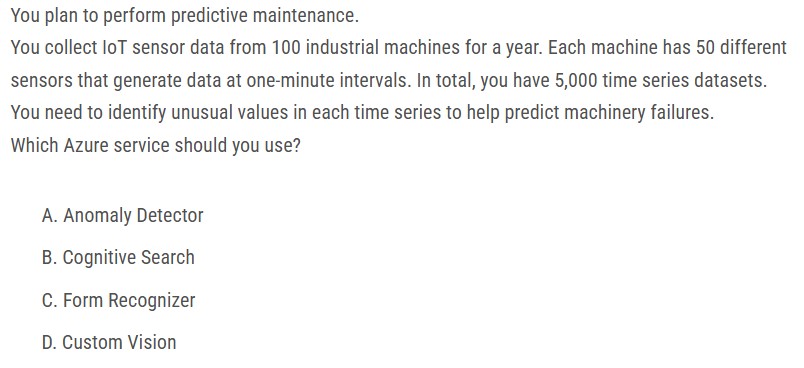 You plan to perform predictive maintenance.
You collect IoT sensor data from 100 industrial machines for a year. Each machine has 50 different
sensors that generate data at one-minute intervals. In total, you have 5,000 time series datasets.
You need to identify unusual values in each time series to help predict machinery failures.
Which Azure service should you use?
A. Anomaly Detector
B. Cognitive Search
C. Form Recognizer
D. Custom Vision